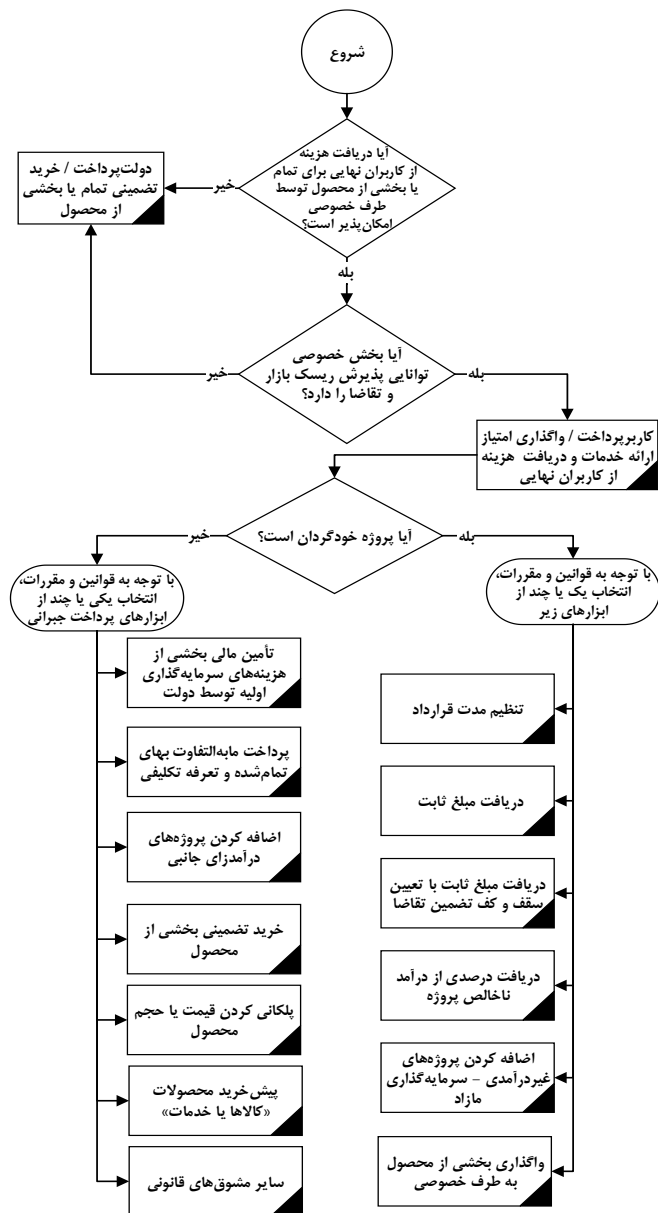 شروع
آیا دریافت هزینه
از کاربران نهایی برای تمام
یا بخشی از محصول توسط
طرف خصوصی
امکان‌پذیر است؟
خیر
دولت‌پرداخت / خرید
تضمینی تمام یا بخشی
از محصول
بله
آیا بخش خصوصی
توانایی پذیرش ریسک بازار
و تقاضا را دارد؟
خیر
بله
کاربرپرداخت / واگذاری امتیاز
ارائه خدمات و دریافت هزینه
از کاربران نهایی
آیا پروژه خودگردان است؟
بله
خیر
با توجه به قوانین و مقررات،
انتخاب یک یا چند از
ابزارهای زیر
تنظیم مدت قرارداد
دریافت مبلغ ثابت
دریافت مبلغ ثابت با تعیین
سقف و کف تضمین تقاضا
دریافت درصدی از درآمد
ناخالص پروژه
اضافه کردن پروژه‌های
غیردرآمدی – سرمایه‌گذاری
مازاد
واگذاری بخشی از محصول
به طرف خصوصی
با توجه به قوانین و مقررات،
انتخاب یکی یا چند از
ابزارهای پرداخت جبرانی
تأمین مالی بخشی از
هزینه‌های سرمایه‌گذاری
اولیه توسط دولت
پرداخت مابه‌التفاوت بهای
تمام‌شده و تعرفه تکلیفی
اضافه کردن پروژه‌های
درآمدزای جانبی
خرید تضمینی بخشی از
محصول
پلکانی کردن قیمت یا حجم
محصول
پیش‌خرید محصولات
«کالاها یا خدمات»
سایر مشوق‌های قانونی